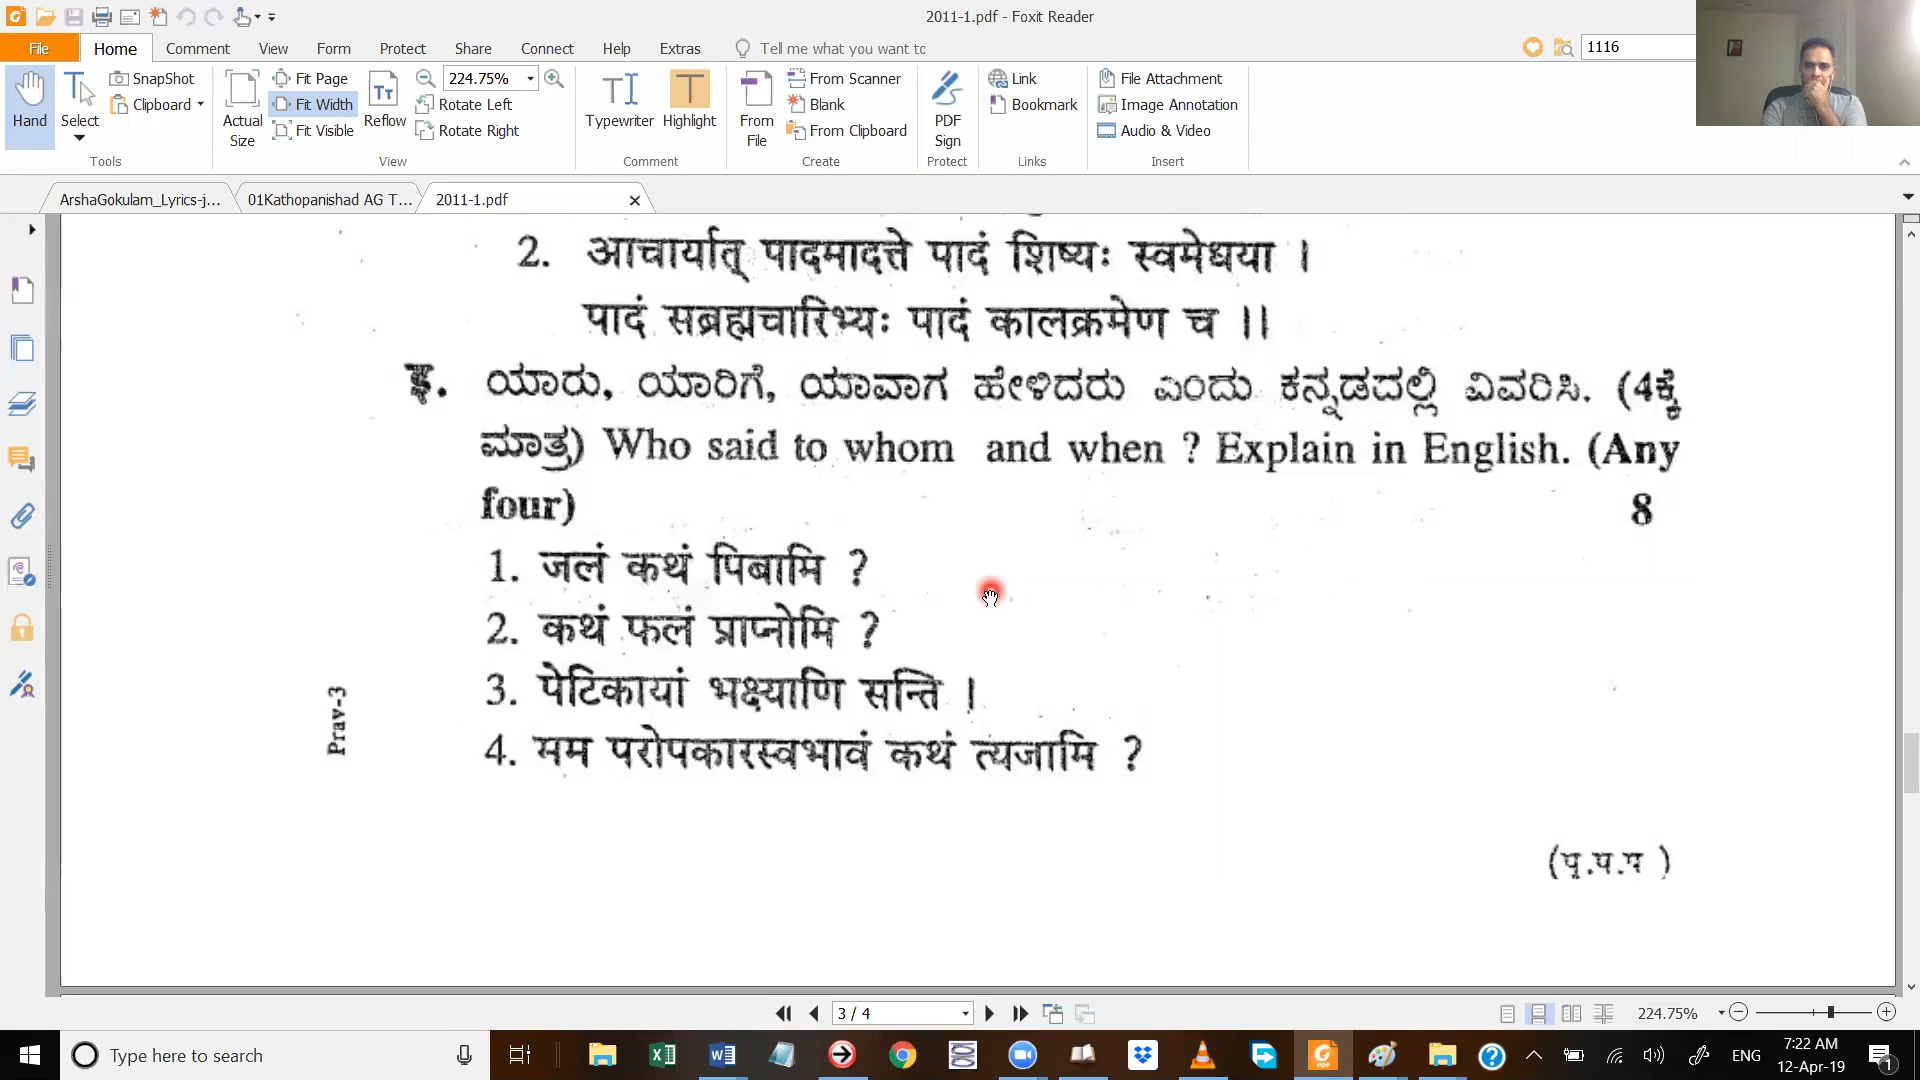 2011-1.pdf - Foxit Reader
File Home Comment View Form Protect Share Connect Help Extras Tell me what you want to 1116
SnapShot Fit Page 224.75% From Scanner Link File Attachment
Clipboard Fit Width Rotate Left Blank Bookmark Image Annotation
Hand Select Actual Size Fit Visible Reflow Rotate Right Typewriter Highlight From File From Clipboard PDF Sign Audio & Video
Tools View Comment Create Protect Links Insert
ArshaGokulam_Lyrics-j... 01Kathopanishad AG T... 2011-1.pdf
2. आचार्यात् पादमादत्ते पादं शिष्यः स्वमेधया ।
पादं सब्रह्मचारिभ्यः पादं कालक्रमेण च ।।
इ. ಯಾರು, ಯಾರಿಗೆ, ಯಾವಾಗ ಹೇಳಿದರು ಎಂದು ಕನ್ನಡದಲ್ಲಿ ವಿವರಿಸಿ. (4ಕ್ಕೆ
ಮಾತ್ರ) Who said to whom and when ? Explain in English. (Any
four) 8
1. जलं कथं पिबामि ?
2. कथं फलं प्राप्नोमि ?
3. पेटिकायां भक्ष्याणि सन्ति ।
4. मम परोपकारस्वभावं कथं त्यजामि ?
Prav-3
(पृ.प.प )
3 / 4 224.75%
Type here to search ENG 7:22 AM
12-Apr-19 1